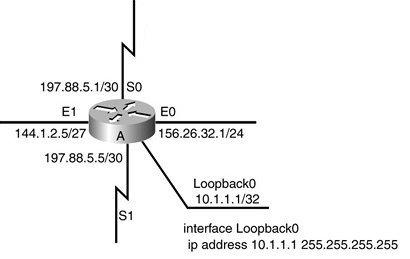 197.88.5.1/30 S0
E1 E0
144.1.2.5/27 A 156.26.32.1/24
197.88.5.5/30
Loopback0
10.1.1.1/32
S1
interface Loopback0
ip address 10.1.1.1 255.255.255.255